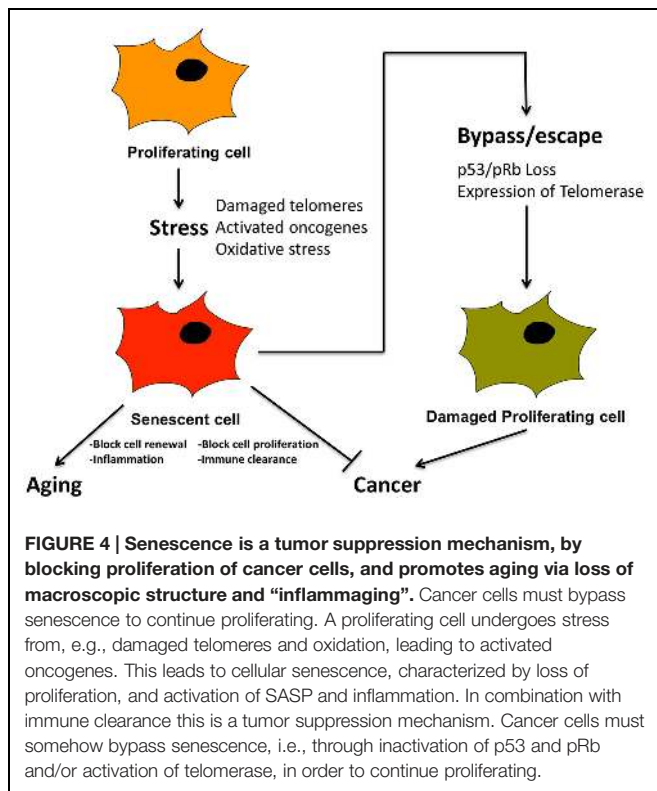 Proliferating cell
Stress
Damaged telomeres
Activated oncogenes
Oxidative stress
Bypass/escape
p53/pRb Loss
Expression of Telomerase
Senescent cell
-Block cell renewal
-Inflammation
-Block cell proliferation
-Immune clearance
Damaged Proliferating cell
Aging
Cancer
FIGURE 4 | Senescence is a tumor suppression mechanism, by
blocking proliferation of cancer cells, and promotes aging via loss of
macroscopic structure and “inflammaging”. Cancer cells must bypass
senescence to continue proliferating. A proliferating cell undergoes stress
from, e.g., damaged telomeres and oxidation, leading to activated
oncogenes. This leads to cellular senescence, characterized by loss of
proliferation, and activation of SASP and inflammation. In combination with
immune clearance this is a tumor suppression mechanism. Cancer cells must
somehow bypass senescence, i.e., through inactivation of p53 and pRb
and/or activation of telomerase, in order to continue proliferating.